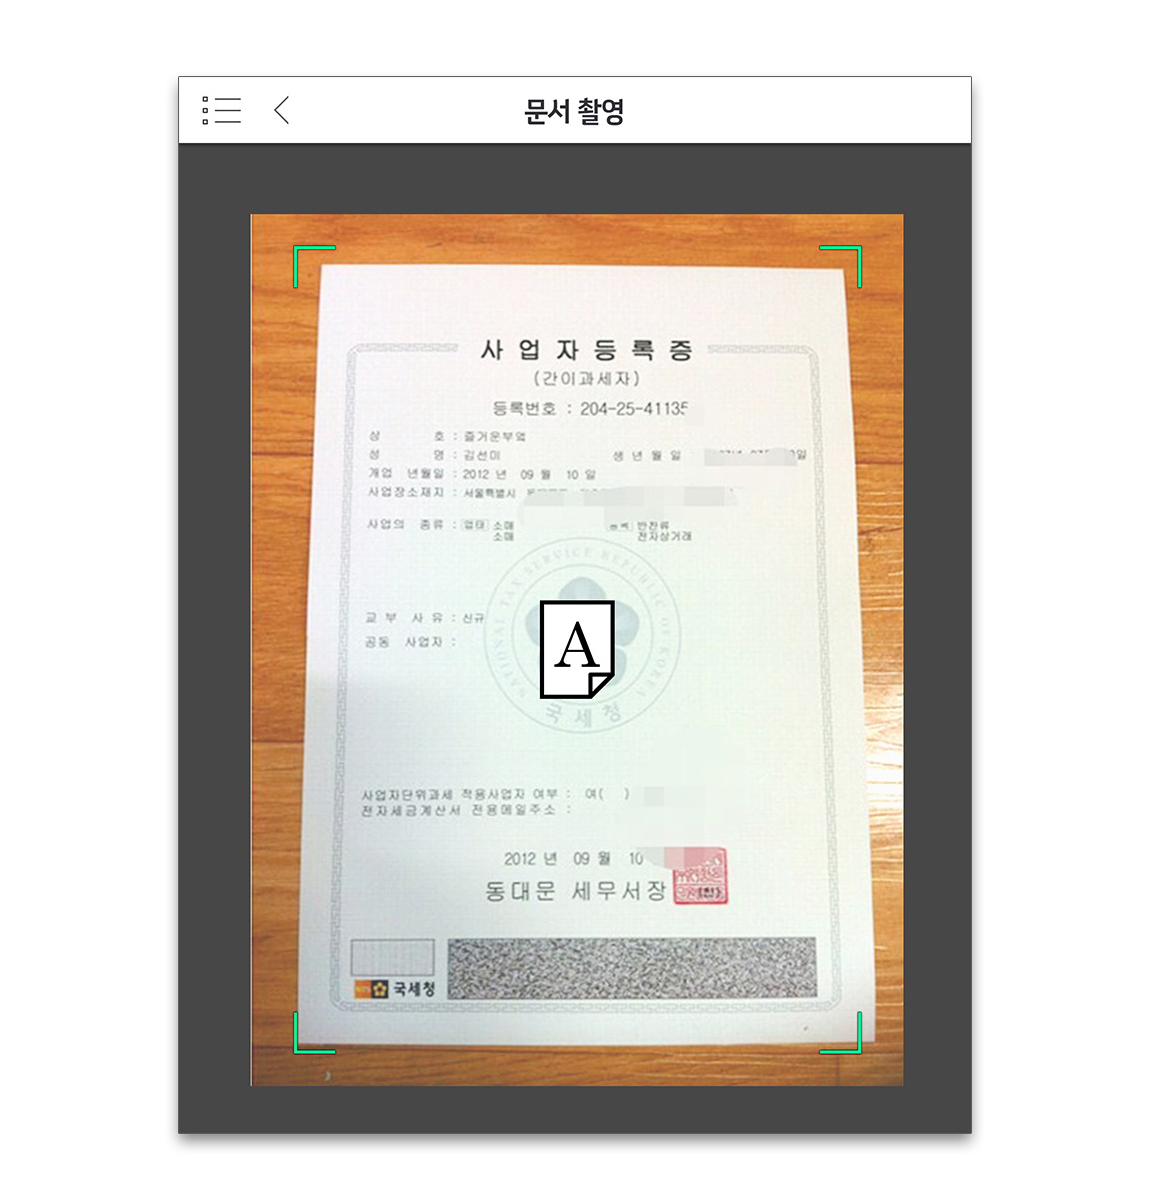 문서 촬영
사업자등록증
(간이과세자)
등록번호 : 204-25-41135
상 호 : 즐거운부엌
성 명 : 김선미 생 년 월 일 :
개업 년월일 : 2012 년 09 월 10 일
사업장소재지 : 서울특별시
사업의 종류 : 업태 소매 종목 반찬류
소매 전자상거래
NATIONAL TAX SERVICE REPUBLIC OF KOREA
교 부 사 유 : 신규
공동 사업자 :
A
국세청
사업자단위과세 적용사업자 여부 : 여( )
전자세금계산서 전용메일주소 :
2012 년 09 월 10
동대문 세무서장
NTS 국세청